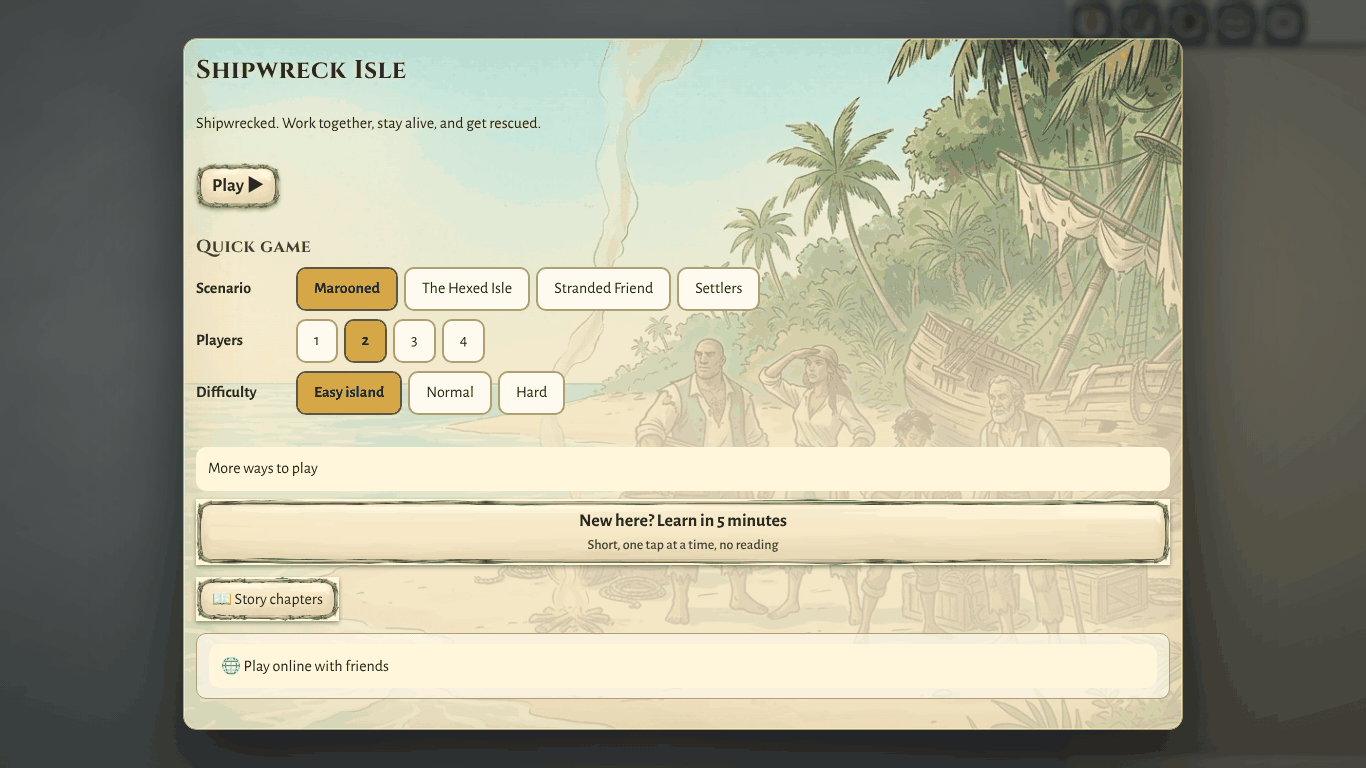 Shipwreck Isle
Shipwrecked. Work together, stay alive, and get rescued.
Play ▶
Quick game
Scenario Marooned The Hexed Isle Stranded Friend Settlers
Players 1 2 3 4
Difficulty Easy island Normal Hard
More ways to play
New here? Learn in 5 minutes
Short, one tap at a time, no reading
📖 Story chapters
🌐 Play online with friends